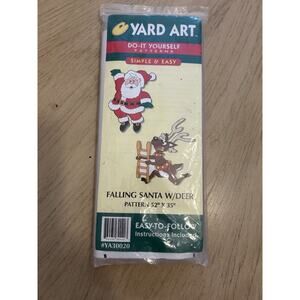 YARD ART
DO-IT YOURSELF
PATTERNS
SIMPLE & EASY
FALLING SANTA W/DEER
PATTERN 52" X 35"
EASY-TO-FOLLOW
Instructions Included
#YA30020